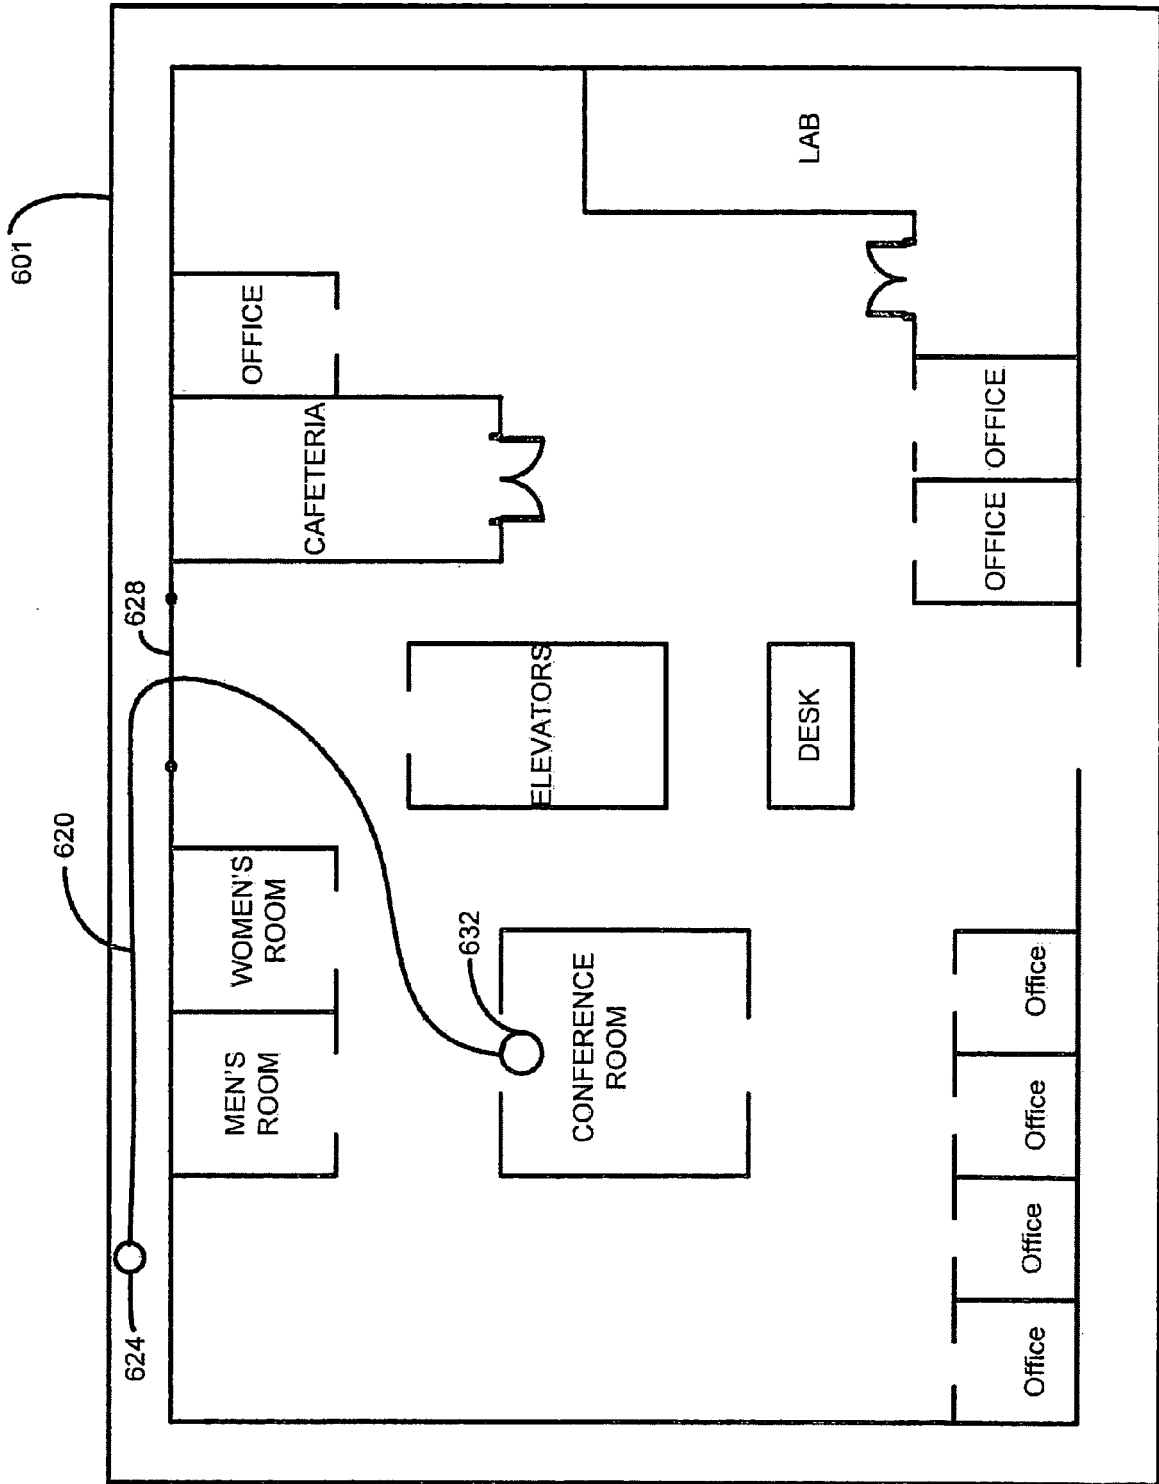 601
620
628
624
632
MEN'S
ROOM
WOMEN'S
ROOM
CAFETERIA
OFFICE
ELEVATORS
CONFERENCE
ROOM
DESK
LAB
Office
Office
Office
Office
OFFICE
OFFICE